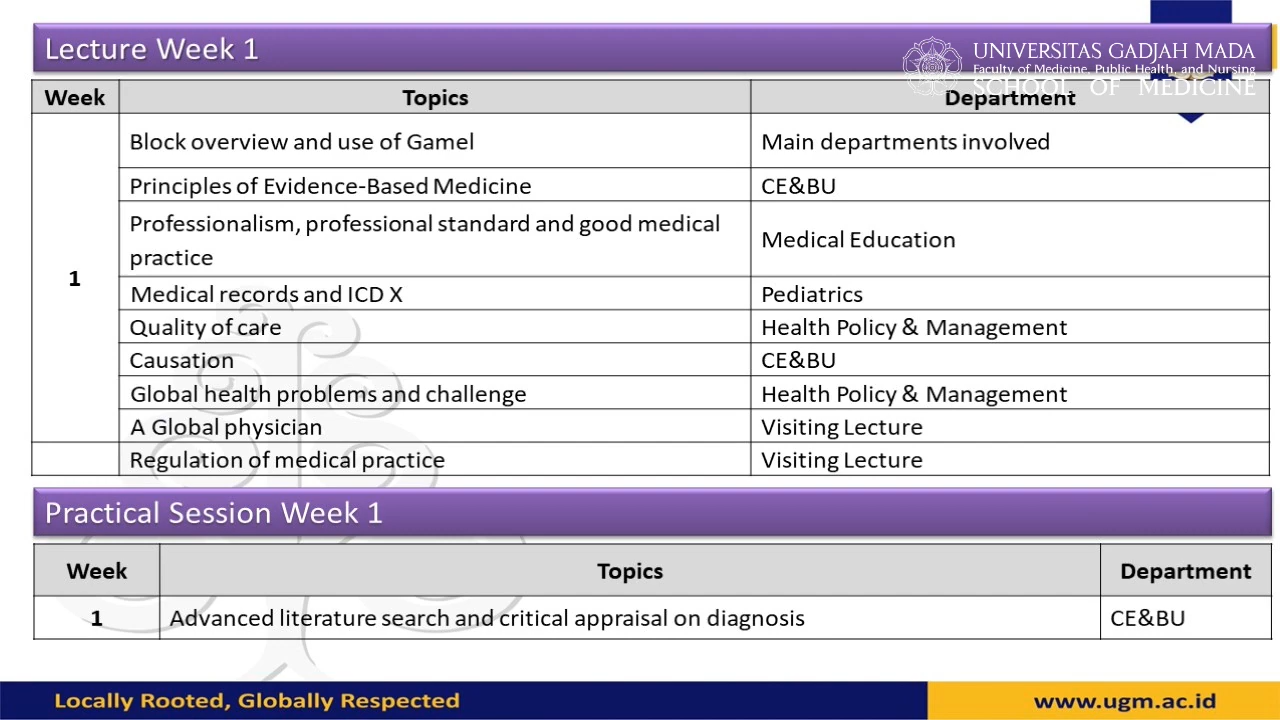 Lecture Week 1
UNIVERSITAS GADJAH MADA
Faculty of Medicine, Public Health, and Nursing
SCHOOL OF MEDICINE
Week Topics Department
Block overview and use of Gamel Main departments involved
Principles of Evidence-Based Medicine CE&BU
Professionalism, professional standard and good medical
practice
Medical Education
1
Medical records and ICD X Pediatrics
Quality of care Health Policy & Management
Causation CE&BU
Global health problems and challenge Health Policy & Management
A Global physician Visiting Lecture
Regulation of medical practice Visiting Lecture
Practical Session Week 1
Week Topics Department
1 Advanced literature search and critical appraisal on diagnosis CE&BU
Locally Rooted, Globally Respected www.ugm.ac.id